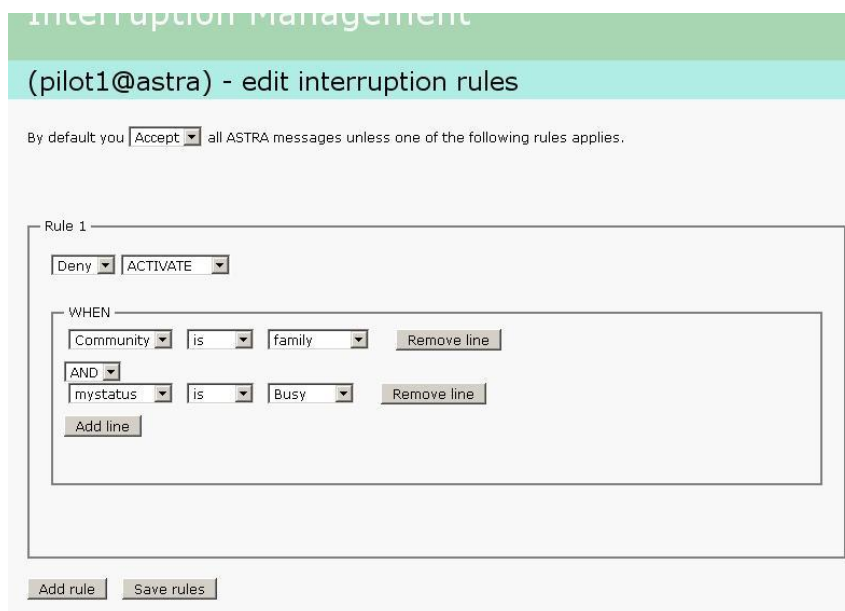 Interruption Management
(pilot1@astra) - edit interruption rules
By default you Accept all ASTRA messages unless one of the following rules applies.
Rule 1
Deny ACTIVATE
WHEN
Community is family Remove line
AND
mystatus is Busy Remove line
Add line
Add rule Save rules